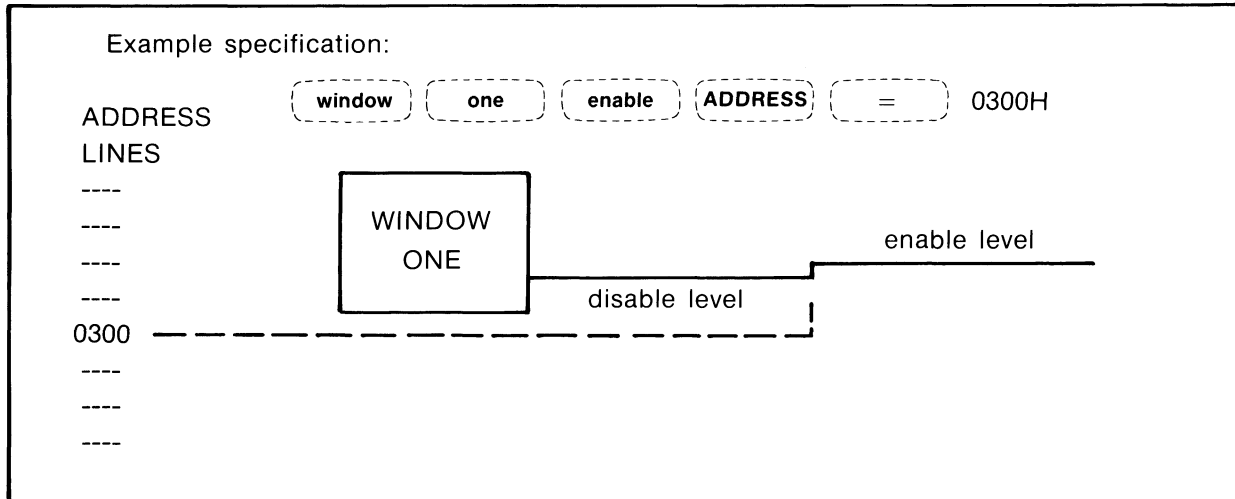 Example specification:
window one enable ADDRESS = 0300H
ADDRESS
LINES
----
----
----
----
0300
----
----
----
WINDOW
ONE
disable level
enable level